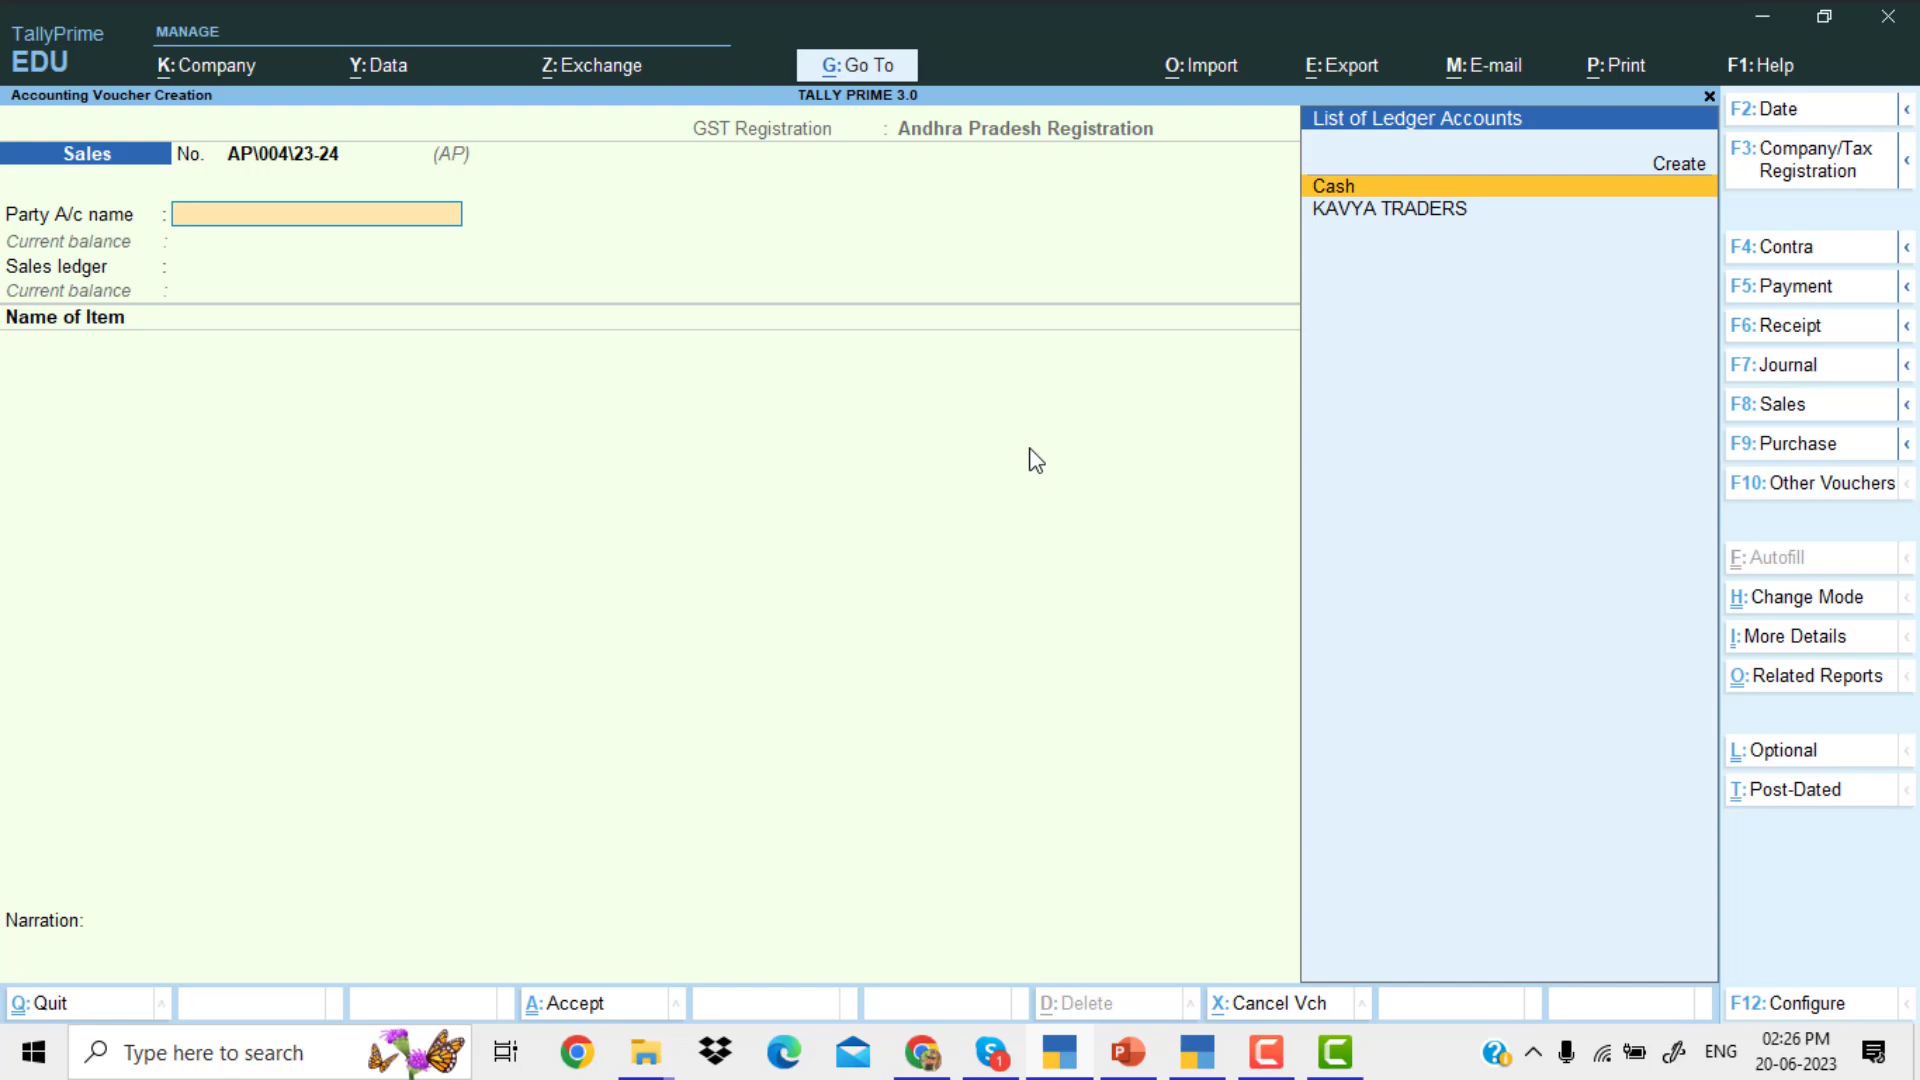 TallyPrime
EDU
MANAGE
K: Company
Y: Data
Z: Exchange
G: Go To
O: Import
E: Export
M: E-mail
P: Print
F1: Help
Accounting Voucher Creation
TALLY PRIME 3.0
GST Registration : Andhra Pradesh Registration
Sales No. AP\004\23-24 (AP)
Party A/c name :
Current balance :
Sales ledger :
Current balance :
Name of Item
Narration:
List of Ledger Accounts
Create
Cash
KAVYA TRADERS
F2: Date
F3: Company/Tax
Registration
F4: Contra
F5: Payment
F6: Receipt
F7: Journal
F8: Sales
F9: Purchase
F10: Other Vouchers
F: Autofill
H: Change Mode
I: More Details
O: Related Reports
L: Optional
T: Post-Dated
Q: Quit
A: Accept
D: Delete
X: Cancel Vch
F12: Configure
Type here to search
1
ENG
02:26 PM
20-06-2023